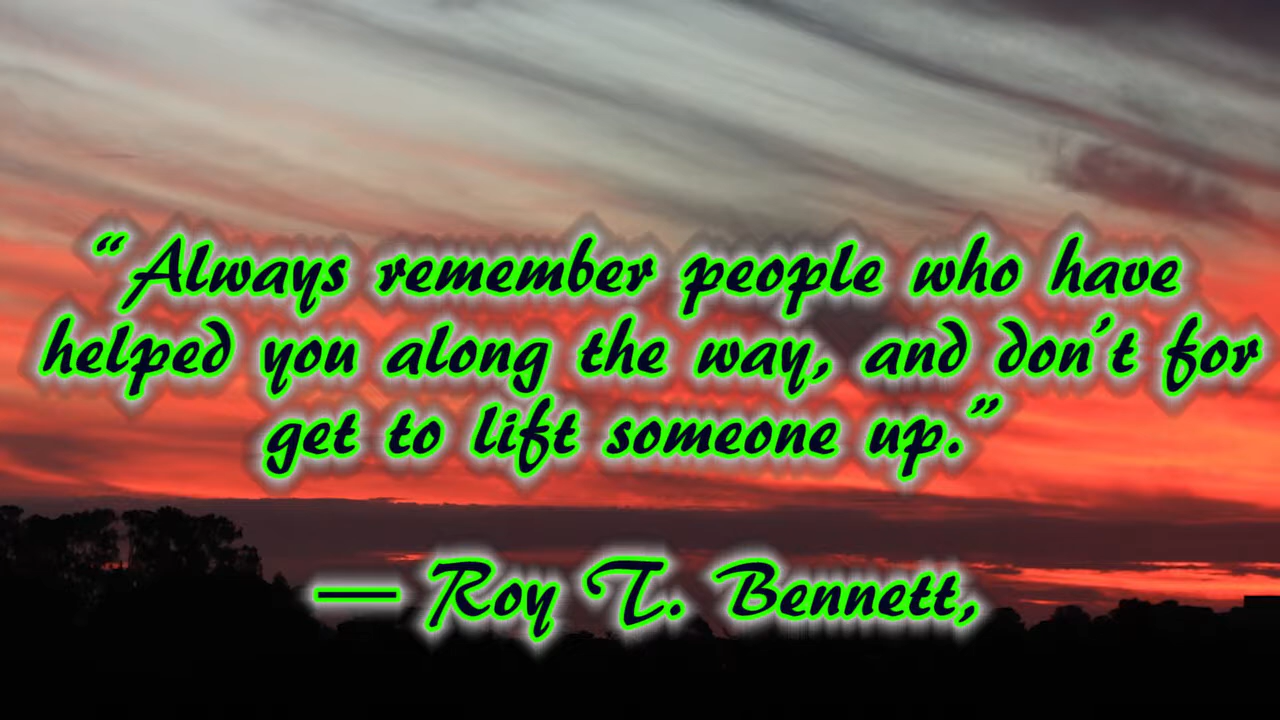 “Always remember people who have
helped you along the way, and don’t for
get to lift someone up.”
— Roy T. Bennett,